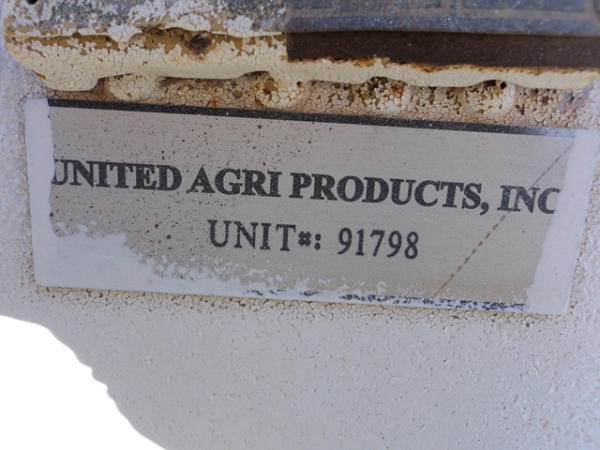 UNITED AGRI PRODUCTS, INC
UNIT#: 91798